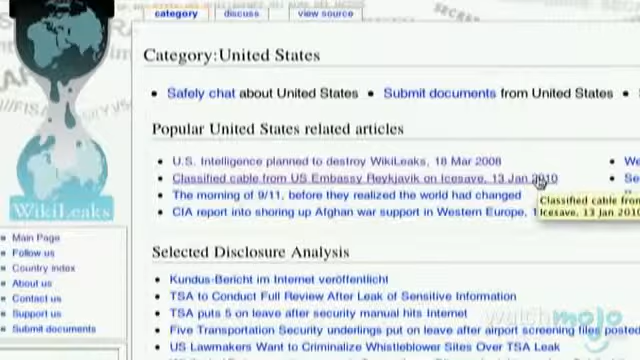 category discuss view source
SECRE
Category:United States
Safely chat about United States • Submit documents from United States
Popular United States related articles
U.S. Intelligence planned to destroy WikiLeaks, 18 Mar 2008
Classified cable from US Embassy Reykjavik on Icesave, 13 Jan 2010
The morning of 9/11, before they realized the world had changed
CIA report into shoring up Afghan war support in Western Europe, 1
We
Se
Classified cable from
Icesave, 13 Jan 2010
WikiLeaks
Main Page
Follow us
Country index
About us
Contact us
Support us
Submit documents
Selected Disclosure Analysis
Kundus-Bericht im Internet veröffentlicht
TSA to Conduct Full Review After Leak of Sensitive Information
TSA puts 5 on leave after security manual hits Internet
Five Transportation Security underlings put on leave after airport screening files posted
US Lawmakers Want to Criminalize Whistleblower Sites Over TSA Leak
watchmojo